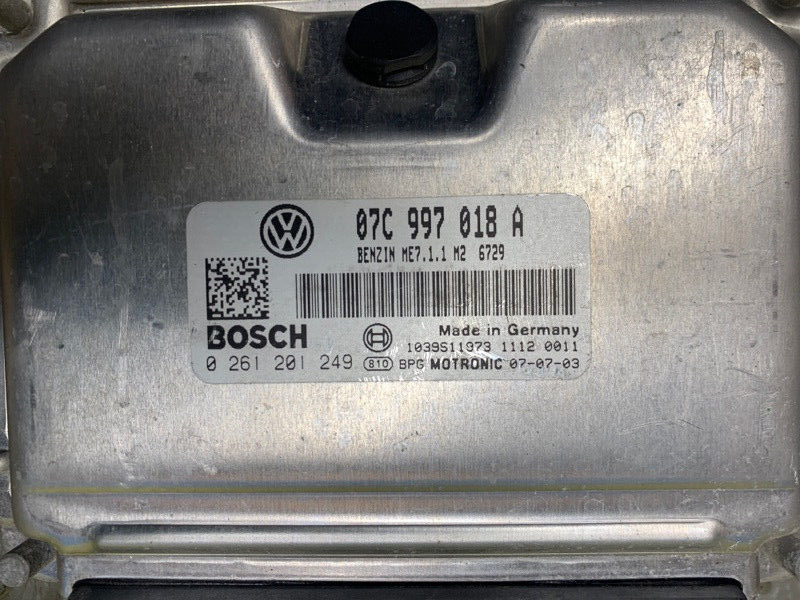 07C 997 018 A
BENZIN ME7.1.1 M2 6729
BOSCH
Made in Germany
1039S11973 1112 0011
0 261 201 249 810 BPG MOTRONIC 07-07-03